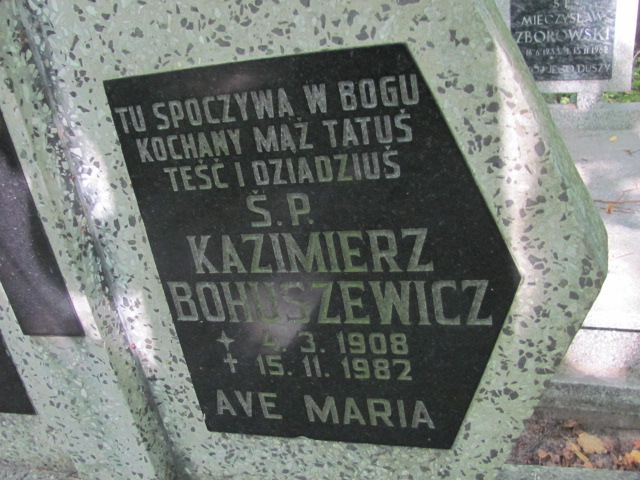 TU SPOCZYWA W BOGU
KOCHANY MĄŻ TATUŚ
TEŚĆ I DZIADZIUŚ
Ś.P.
KAZIMIERZ
BOHUSZEWICZ
4.3.1908
15.11.1982
AVE MARIA
MIECZYSŁAW
ZBOROWSKI
DUSZY